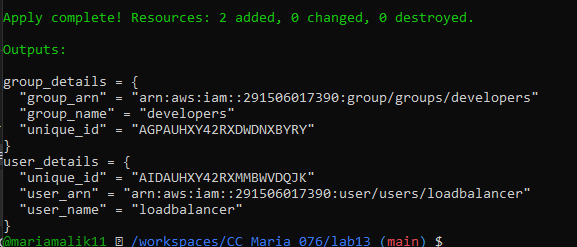 Apply complete! Resources: 2 added, 0 changed, 0 destroyed.
Outputs:
group_details = {
"group_arn" = "arn:aws:iam::291506017390:group/groups/developers"
"group_name" = "developers"
"unique_id" = "AGPAUHXY42RXDWDNXBYRY"
}
user_details = {
"unique_id" = "AIDAUHXY42RXMMBWVDQJK"
"user_arn" = "arn:aws:iam::291506017390:user/users/loadbalancer"
"user_name" = "loadbalancer"
}
@mariamalik11 /workspaces/CC_Maria_076/lab13 (main) $